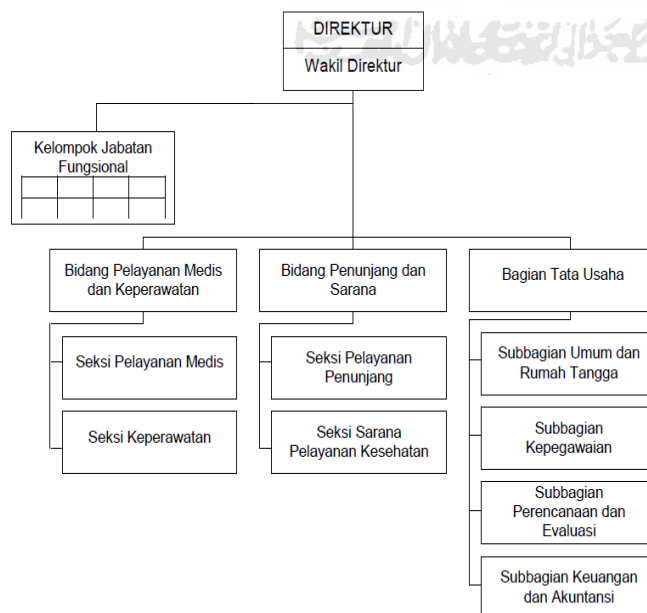 DIREKTUR
Wakil Direktur
Kelompok Jabatan
Fungsional
Bidang Pelayanan Medis
dan Keperawatan
Bidang Penunjang dan
Sarana
Bagian Tata Usaha
Seksi Pelayanan Medis
Seksi Pelayanan
Penunjang
Subbagian Umum dan
Rumah Tangga
Seksi Keperawatan
Seksi Sarana
Pelayanan Kesehatan
Subbagian
Kepegawaian
Subbagian
Perencanaan dan
Evaluasi
Subbagian Keuangan
dan Akuntansi